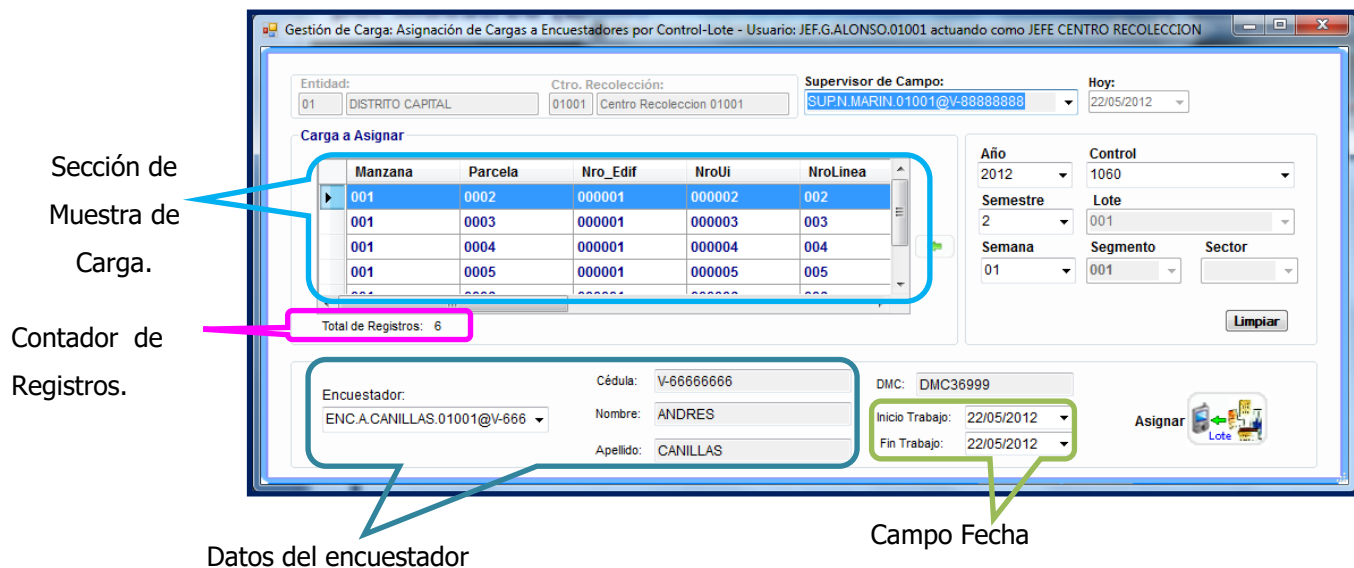 Gestión de Carga: Asignación de Cargas a Encuestadores por Control-Lote - Usuario: JEF.G.ALONSO.01001 actuando como JEFE CENTRO RECOLECCION
Entidad: Ctro. Recolección: Supervisor de Campo: Hoy:
01 DISTRITO CAPITAL 01001 Centro Recoleccion 01001 SUP.N.MARIN.01001@V-88888888 22/05/2012
Carga a Asignar
Manzana Parcela Nro_Edif NroUi NroLinea
001 0002 000001 000002 002
001 0003 000001 000003 003
001 0004 000001 000004 004
001 0005 000001 000005 005
Total de Registros: 6
Año Control
2012 1060
Semestre Lote
2 001
Semana Segmento Sector
01 001
Limpiar
Sección de
Muestra de
Carga.
Contador de
Registros.
Encuestador:
ENC.A.CANILLAS.01001@V-666
Cédula: V-66666666
Nombre: ANDRES
Apellido: CANILLAS
DMC: DMC36999
Inicio Trabajo: 22/05/2012
Fin Trabajo: 22/05/2012
Asignar
Lote
Campo Fecha
Datos del encuestador